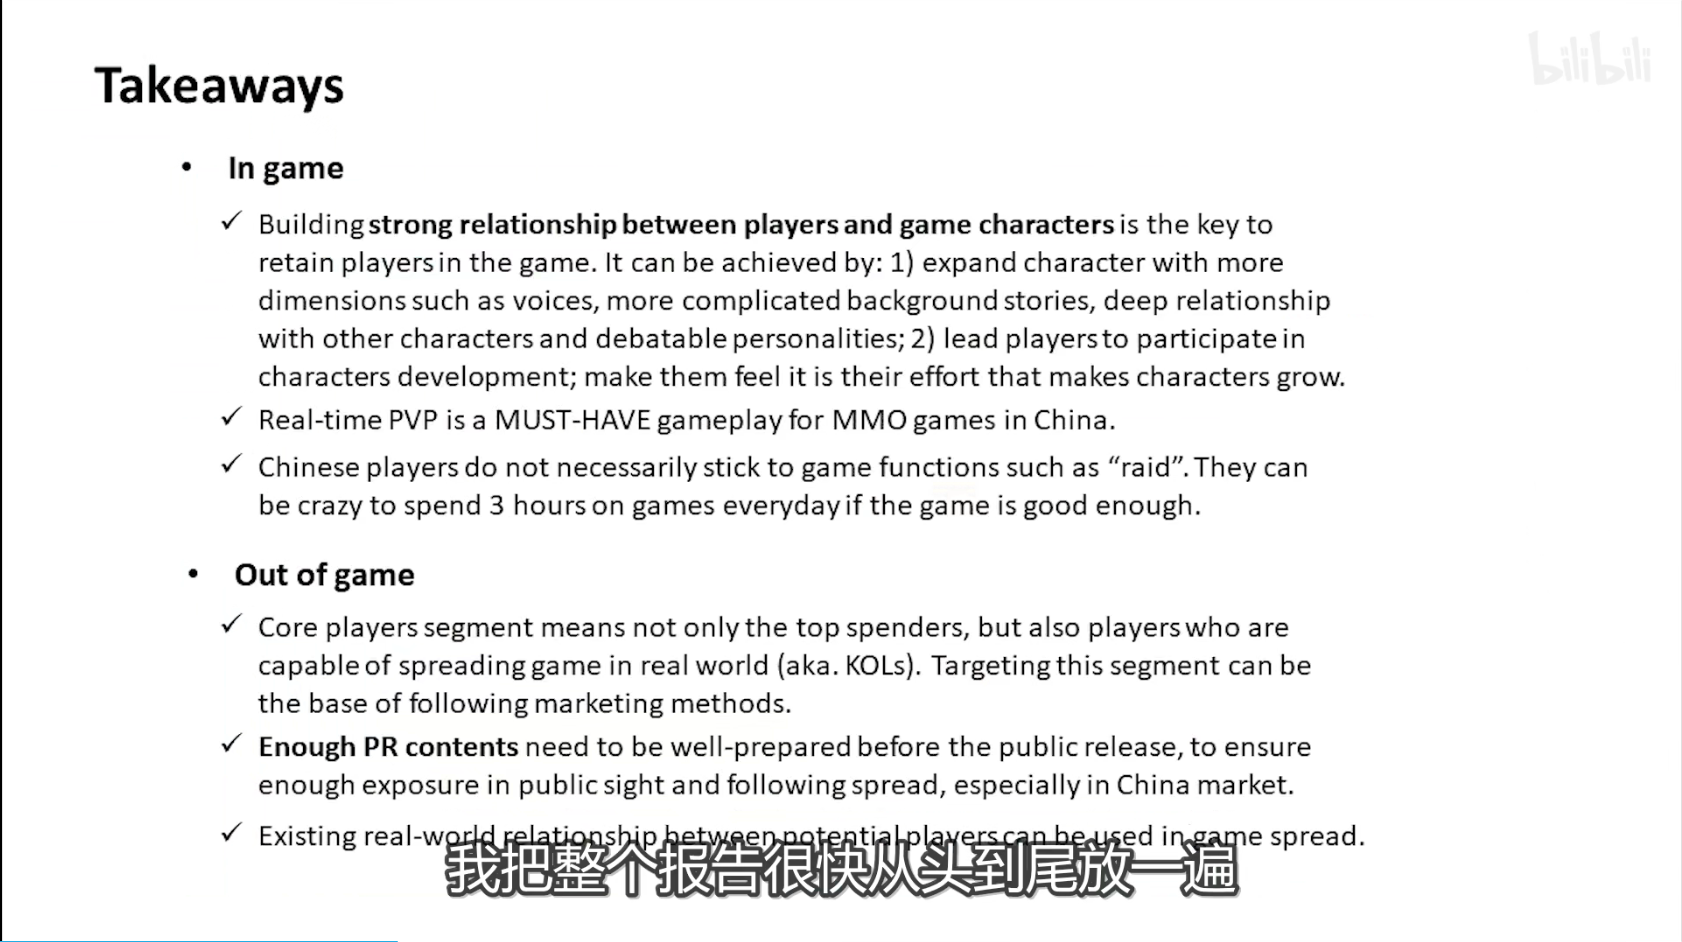 bilibili
Takeaways
• In game
✓ Building strong relationship between players and game characters is the key to
retain players in the game. It can be achieved by: 1) expand character with more
dimensions such as voices, more complicated background stories, deep relationship
with other characters and debatable personalities; 2) lead players to participate in
characters development; make them feel it is their effort that makes characters grow.
✓ Real-time PVP is a MUST-HAVE gameplay for MMO games in China.
✓ Chinese players do not necessarily stick to game functions such as “raid”. They can
be crazy to spend 3 hours on games everyday if the game is good enough.
• Out of game
✓ Core players segment means not only the top spenders, but also players who are
capable of spreading game in real world (aka. KOLs). Targeting this segment can be
the base of following marketing methods.
✓ Enough PR contents need to be well-prepared before the public release, to ensure
enough exposure in public sight and following spread, especially in China market.
✓ Existing real-world relationship between potential players can be used in game spread.
我把整个报告很快从头到尾放一遍